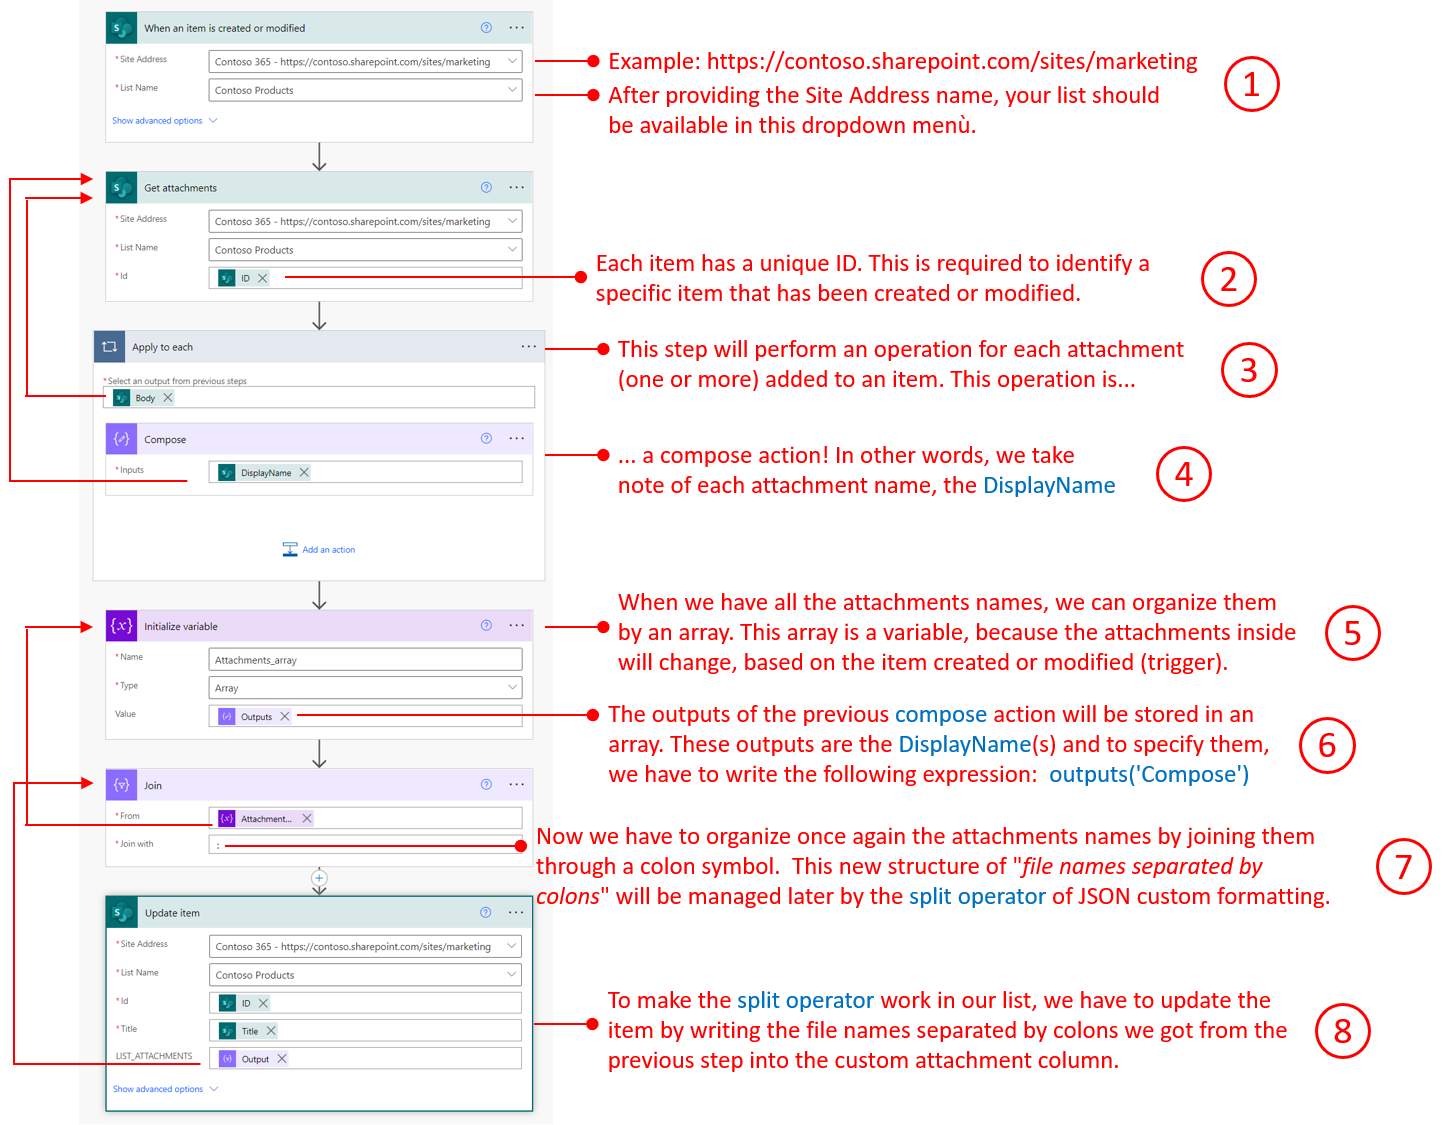 When an item is created or modified
* Site Address
Contoso 365 - https://contoso.sharepoint.com/sites/marketing
* List Name
Contoso Products
Show advanced options
Example: https://contoso.sharepoint.com/sites/marketing
After providing the Site Address name, your list should
be available in this dropdown menù.
1
Get attachments
* Site Address
Contoso 365 - https://contoso.sharepoint.com/sites/marketing
* List Name
Contoso Products
* Id
ID
Each item has a unique ID. This is required to identify a
specific item that has been created or modified.
2
Apply to each
* Select an output from previous steps
Body
This step will perform an operation for each attachment
(one or more) added to an item. This operation is...
3
Compose
* Inputs
DisplayName
Add an action
... a compose action! In other words, we take
note of each attachment name, the DisplayName
4
Initialize variable
* Name
Attachments_array
* Type
Array
Value
Outputs
When we have all the attachments names, we can organize them
by an array. This array is a variable, because the attachments inside
will change, based on the item created or modified (trigger).
5
The outputs of the previous compose action will be stored in an
array. These outputs are the DisplayName(s) and to specify them,
we have to write the following expression: outputs('Compose')
6
Join
* From
Attachment...
* Join with
:
Now we have to organize once again the attachments names by joining them
through a colon symbol. This new structure of "file names separated by
colons" will be managed later by the split operator of JSON custom formatting.
7
Update item
* Site Address
Contoso 365 - https://contoso.sharepoint.com/sites/marketing
* List Name
Contoso Products
* Id
ID
* Title
Title
LIST_ATTACHMENTS
Output
Show advanced options
To make the split operator work in our list, we have to update the
item by writing the file names separated by colons we got from the
previous step into the custom attachment column.
8